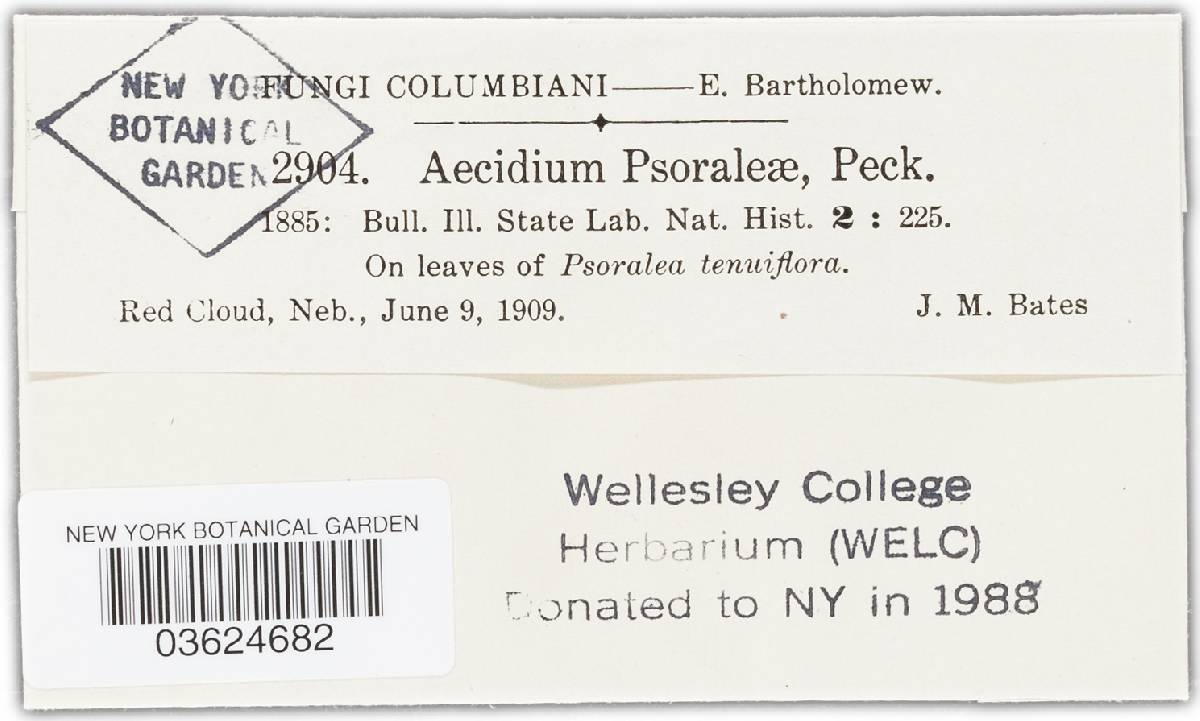 NEW YORK
BOTANICAL
GARDEN
FUNGI COLUMBIANI——E. Bartholomew.
2904. Aecidium Psoraleæ, Peck.
1885: Bull. Ill. State Lab. Nat. Hist. 2 : 225.
On leaves of Psoralea tenuiflora.
Red Cloud, Neb., June 9, 1909. J. M. Bates
Wellesley College
Herbarium (WELC)
Donated to NY in 1988
NEW YORK BOTANICAL GARDEN
03624682